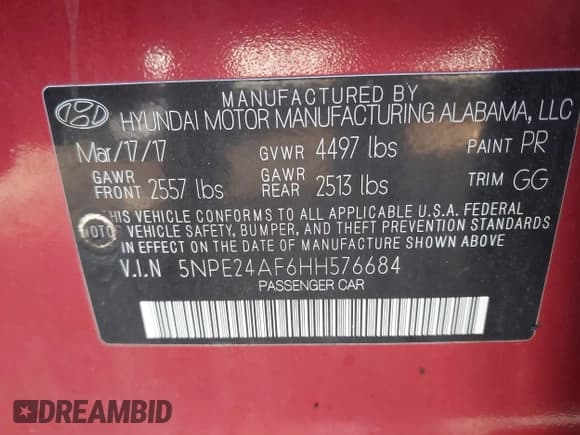 MANUFACTURED BY
HYUNDAI MOTOR MANUFACTURING ALABAMA, LLC
Mar/17/17 GVWR 4497 lbs PAINT PR
GAWR FRONT 2557 lbs GAWR REAR 2513 lbs TRIM GG
THIS VEHICLE CONFORMS TO ALL APPLICABLE U.S.A. FEDERAL
MOTOR VEHICLE SAFETY, BUMPER, AND THEFT PREVENTION STANDARDS
IN EFFECT ON THE DATE OF MANUFACTURE SHOWN ABOVE.
V.I.N 5NPE24AF6HH576684
PASSENGER CAR
DREAMBID